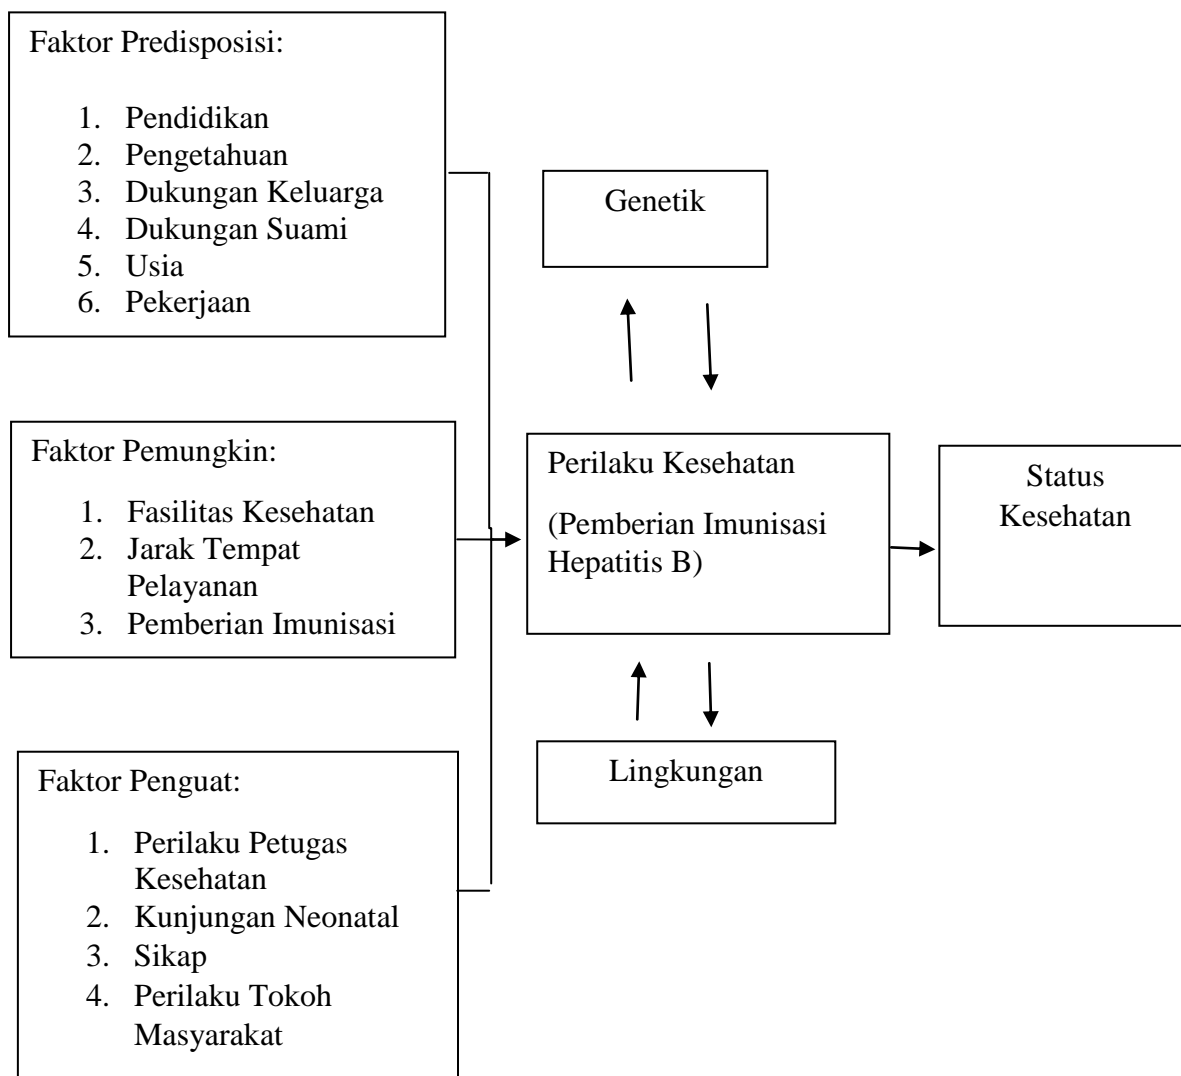 Faktor Predisposisi:
1. Pendidikan
2. Pengetahuan
3. Dukungan Keluarga
4. Dukungan Suami
5. Usia
6. Pekerjaan
Genetik
Faktor Pemungkin:
1. Fasilitas Kesehatan
2. Jarak Tempat
Pelayanan
3. Pemberian Imunisasi
Perilaku Kesehatan
(Pemberian Imunisasi
Hepatitis B)
Status
Kesehatan
Lingkungan
Faktor Penguat:
1. Perilaku Petugas
Kesehatan
2. Kunjungan Neonatal
3. Sikap
4. Perilaku Tokoh
Masyarakat